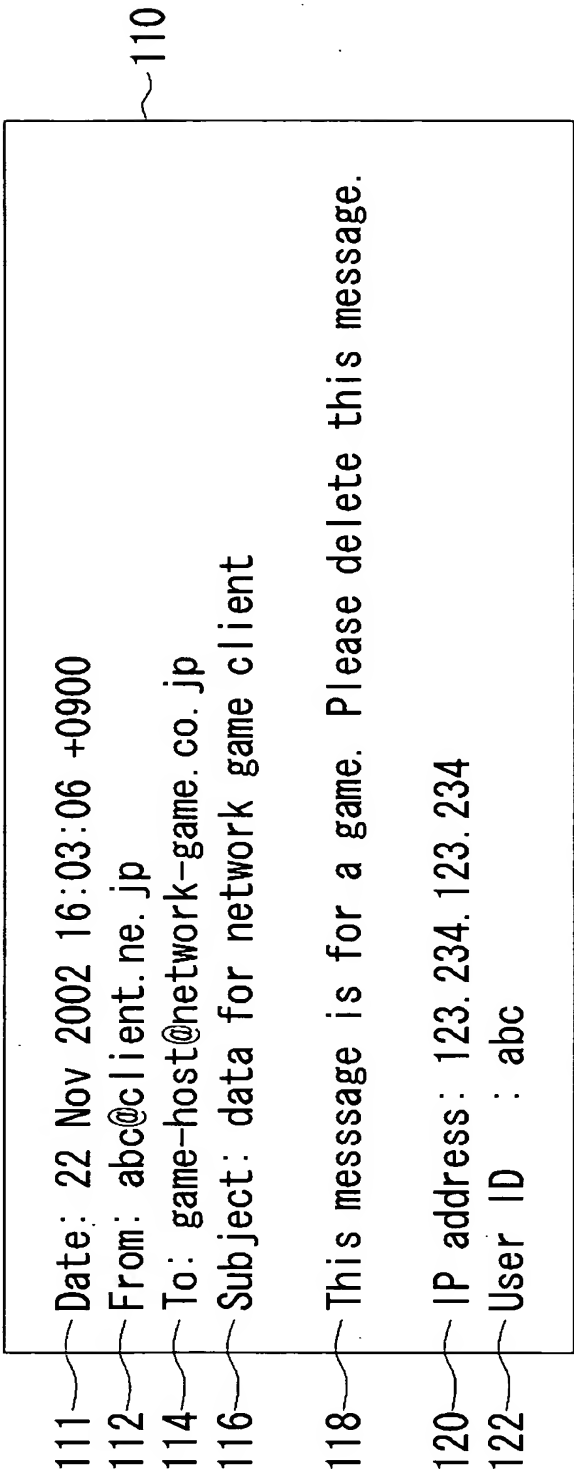 110
111 Date: 22 Nov 2002 16:03:06 +0900
112 From: abc@client.ne.jp
114 To: game-host@network-game.co.jp
116 Subject: data for network game client
118 This messsage is for a game. Please delete this message.
120 IP address: 123.234.123.234
122 User ID : abc